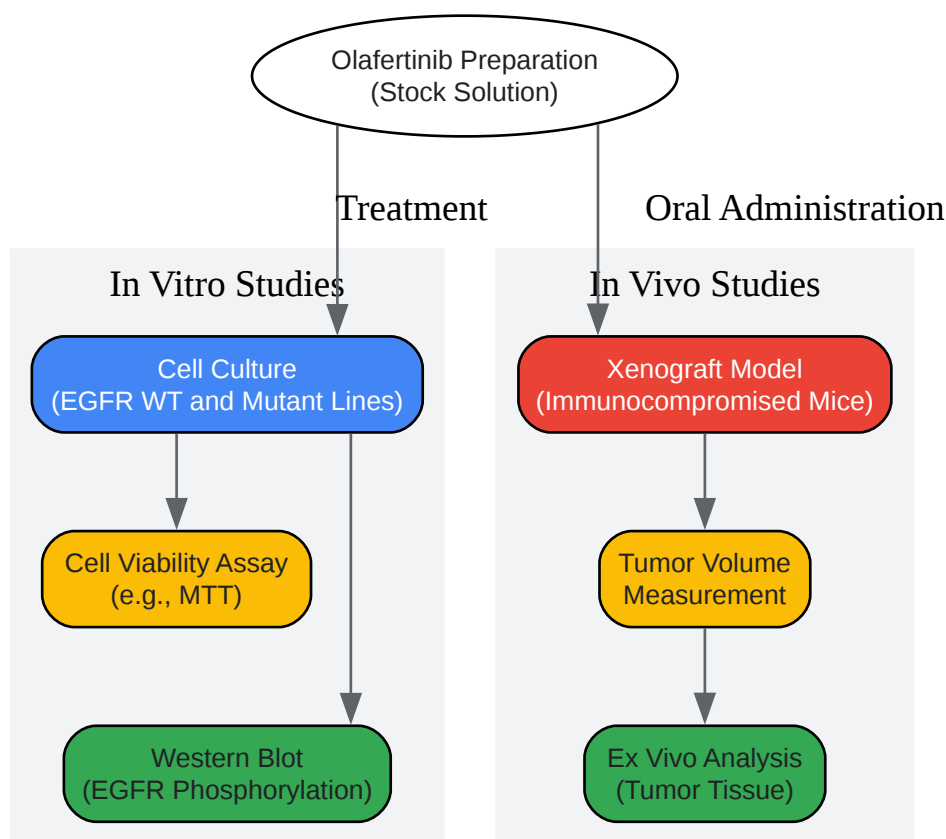 Olafertinib Preparation
(Stock Solution)
Treatment
Oral Administration
In Vitro Studies
In Vivo Studies
Cell Culture
(EGFR WT and Mutant Lines)
Xenograft Model
(Immunocompromised Mice)
Cell Viability Assay
(e.g., MTT)
Tumor Volume
Measurement
Western Blot
(EGFR Phosphorylation)
Ex Vivo Analysis
(Tumor Tissue)